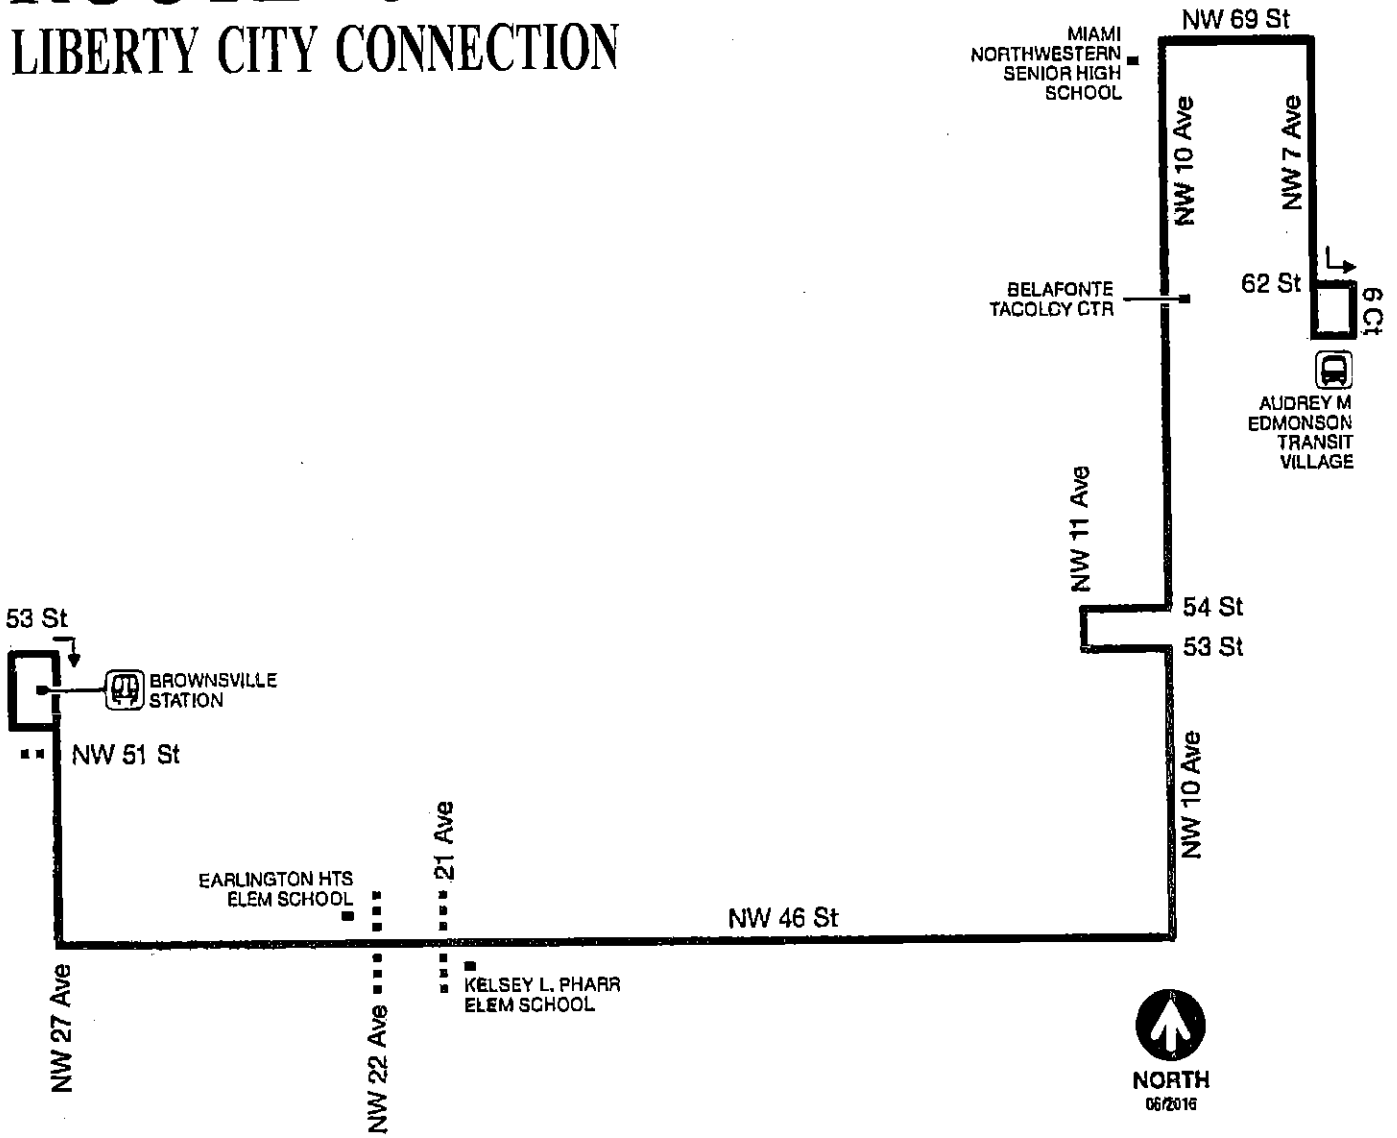 LIBERTY CITY CONNECTION
NW 69 St
MIAMI
NORTHWESTERN
SENIOR HIGH
SCHOOL
NW 10 Ave
NW 7 Ave
62 St
6 Ct
BELAFONTE
TACOLCY CTR
AUDREY M
EDMONSON
TRANSIT
VILLAGE
NW 11 Ave
54 St
53 St
53 St
BROWNSVILLE
STATION
NW 51 St
NW 10 Ave
21 Ave
EARLINGTON HTS
ELEM SCHOOL
NW 46 St
KELSEY L. PHARR
ELEM SCHOOL
NW 27 Ave
NW 22 Ave
NORTH
06/2016